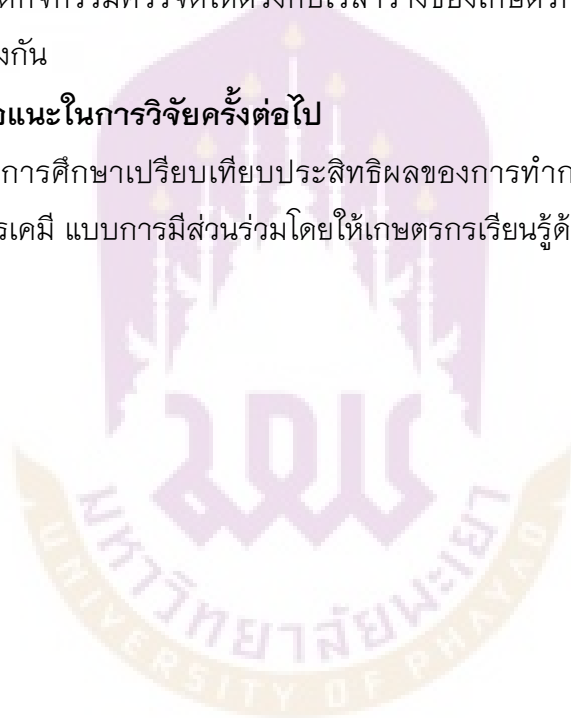 กิจกรรมควรจัดให้ตรงกับเวลาว่างของเกษตร
งกัน
อแนะในการวิจัยครั้งต่อไป
การศึกษาเปรียบเทียบประสิทธิผลของการทำก
รเคมี แบบการมีส่วนร่วมโดยให้เกษตรกรเรียนรู้ด้
มพย
มหาวิทยาลัยพะเยา
UNIVERSITY OF PHAYAO